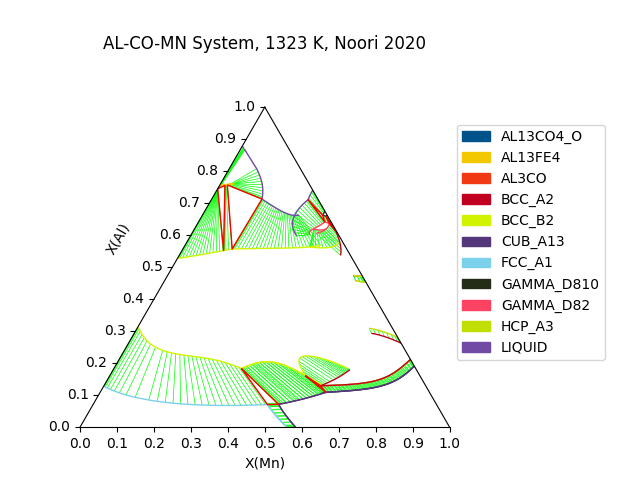 AL-CO-MN System, 1323 K, Noori 2020
1.0
0.9
0.8
0.7
0.6
0.5
0.4
0.3
0.2
0.1
0.0
X(Al)
0.0 0.1 0.2 0.3 0.4 0.5 0.6 0.7 0.8 0.9 1.0
X(Mn)
AL13CO4_O
AL13FE4
AL3CO
BCC_A2
BCC_B2
CUB_A13
FCC_A1
GAMMA_D810
GAMMA_D82
HCP_A3
LIQUID